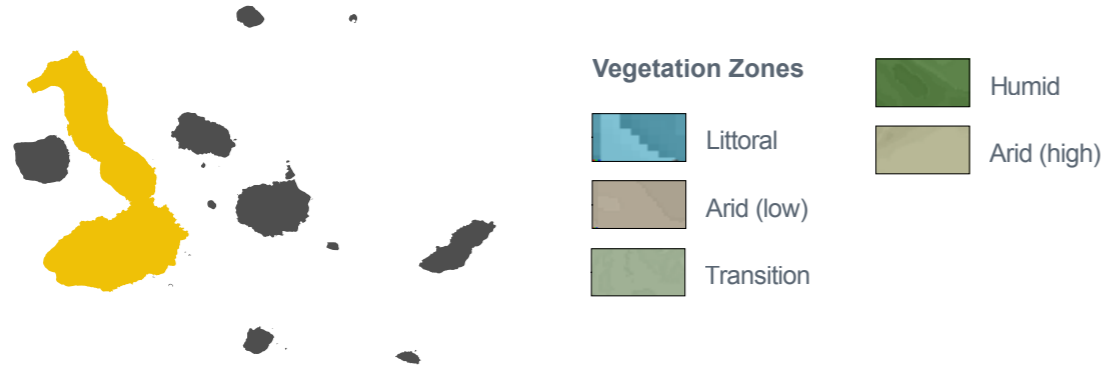 Vegetation Zones
Littoral
Arid (low)
Transition
Humid
Arid (high)